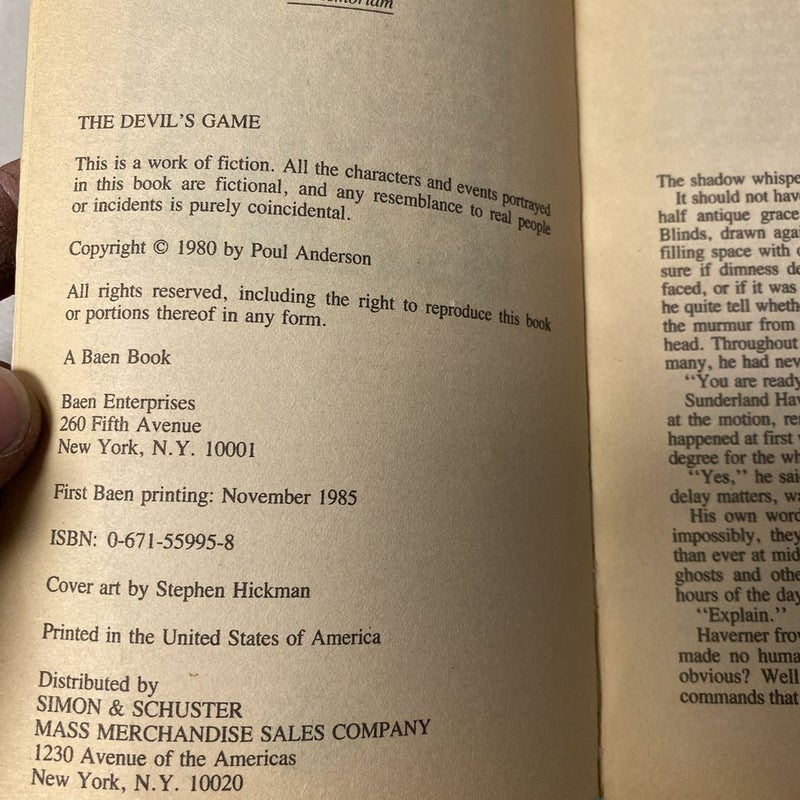 THE DEVIL'S GAME
This is a work of fiction. All the characters and events portrayed
in this book are fictional, and any resemblance to real people
or incidents is purely coincidental.
Copyright © 1980 by Poul Anderson
All rights reserved, including the right to reproduce this book
or portions thereof in any form.
A Baen Book
Baen Enterprises
260 Fifth Avenue
New York, N.Y. 10001
First Baen printing: November 1985
ISBN: 0-671-55995-8
Cover art by Stephen Hickman
Printed in the United States of America
Distributed by
SIMON & SCHUSTER
MASS MERCHANDISE SALES COMPANY
1230 Avenue of the Americas
New York, N.Y. 10020
The shadow whispe
It should not have
half antique grace
Blinds, drawn agai
filling space with
sure if dimness de
faced, or if it was
he quite tell wheth
the murmur from
head. Throughout
many, he had nev
"You are ready
Sunderland Hav
at the motion, re
happened at first
degree for the wh
"Yes," he sai
delay matters, wa
His own word
impossibly, they
than ever at mid
ghosts and othe
hours of the day
"Explain."
Haverner frow
made no huma
obvious? Well
commands that